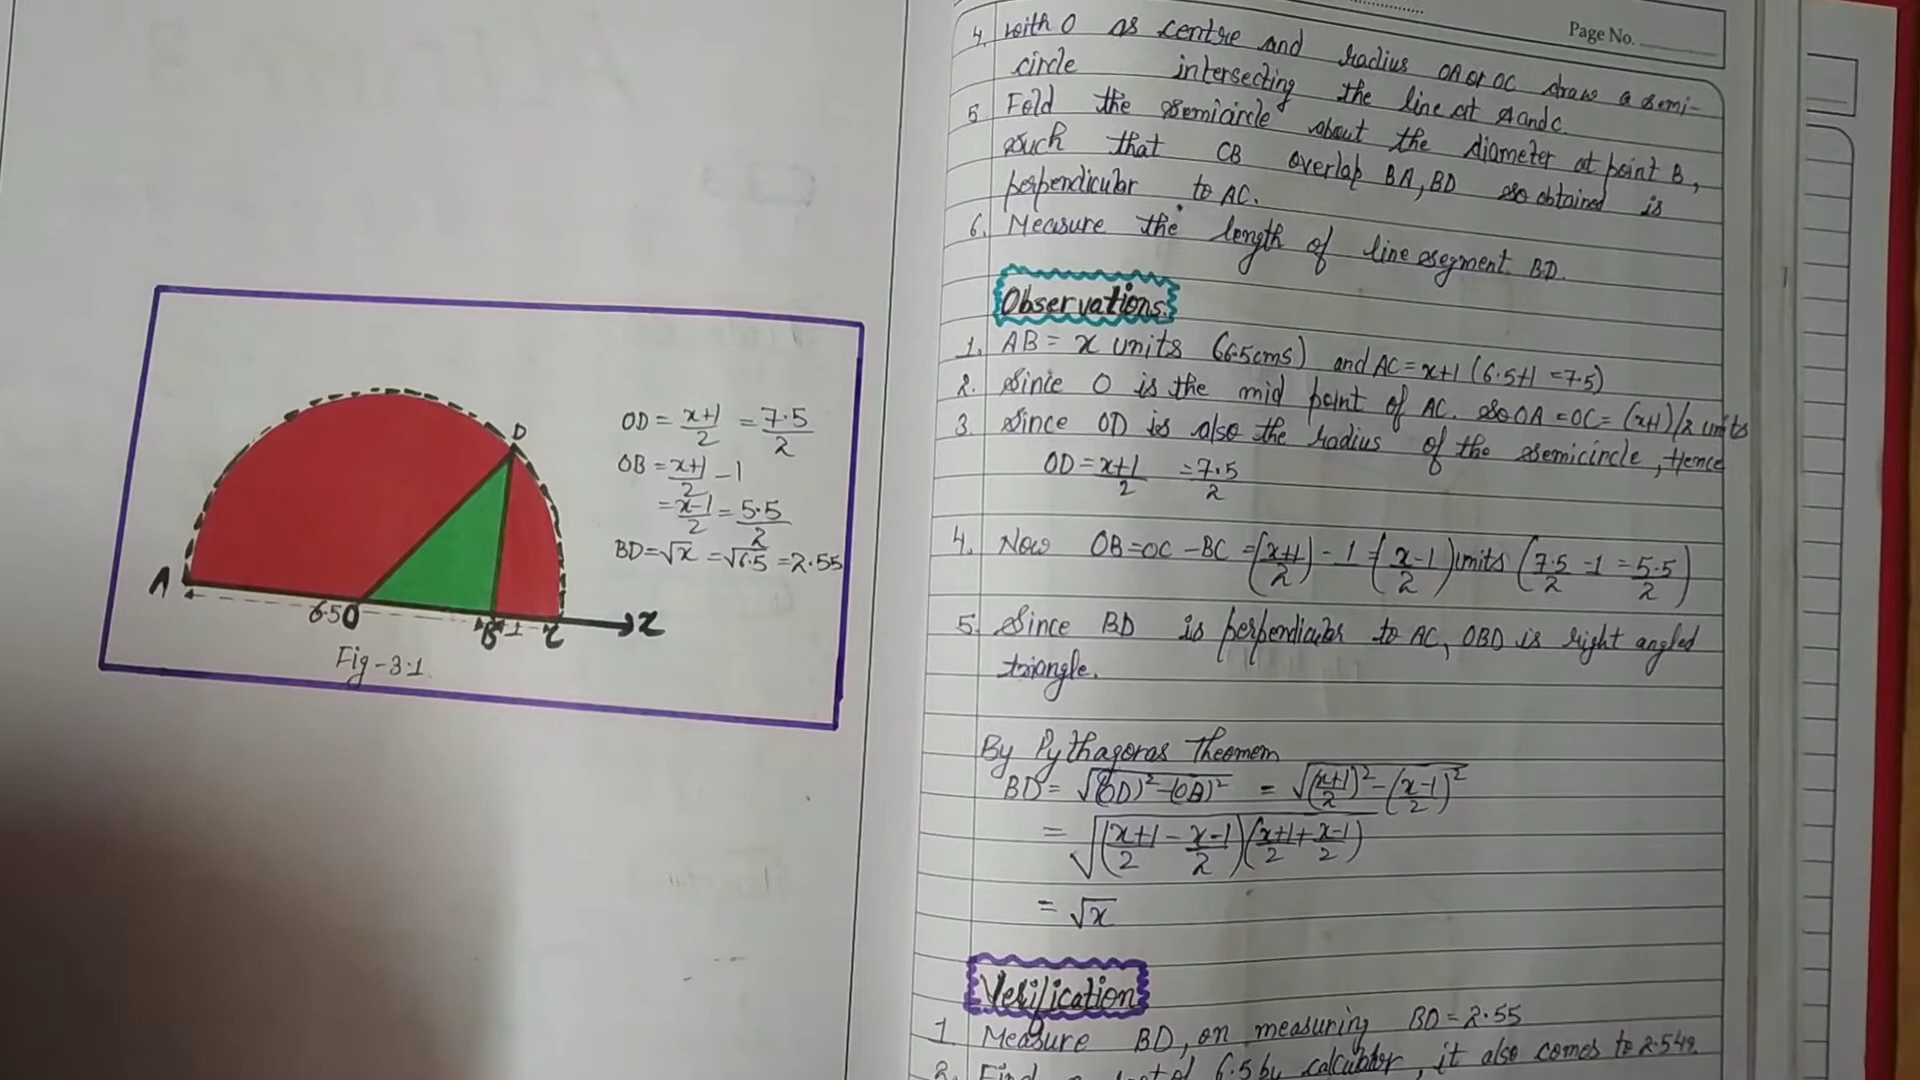 OD = x+1/2 = 7.5/2
OB = x+1/2 - 1
= x-1/2 = 5.5/2
BD = √x = √6.5 = 2.55
D
A
6.5 O B 1 C X
Fig-3.1.
Page No.
4. with O as centre and radius OA or OC draw a semi-
circle intersecting the line at A and C.
5 Fold the semicircle about the diameter at point B,
such that CB overlap BA, BD so obtained is
perpendicular to AC.
6. Measure the length of line segment BD.
Observations.
1. AB = x units (6.5cms) and AC = x+1 (6.5+1 = 7.5)
2. Since O is the mid point of AC. so OA = OC = (x+1)/2 units
3. Since OD is also the radius of the semicircle, Hence
OD = x+1/2 = 7.5/2
4. Now OB = OC - BC = (x+1/2) - 1 = (x-1/2) units (7.5/2 - 1 = 5.5/2)
5. Since BD is perpendicular to AC, OBD is right angled
triangle.
By Pythagoras Theomem
BD = √(OD)² - (OB)² = √(x+1/2)² - (x-1/2)²
= √(x+1/2 - x-1/2)(x+1/2 + x-1/2)
= √x
Verification
1. Measure BD, on measuring BD = 2.55
2. Find of 6.5 by calculator, it also comes to 2.549.